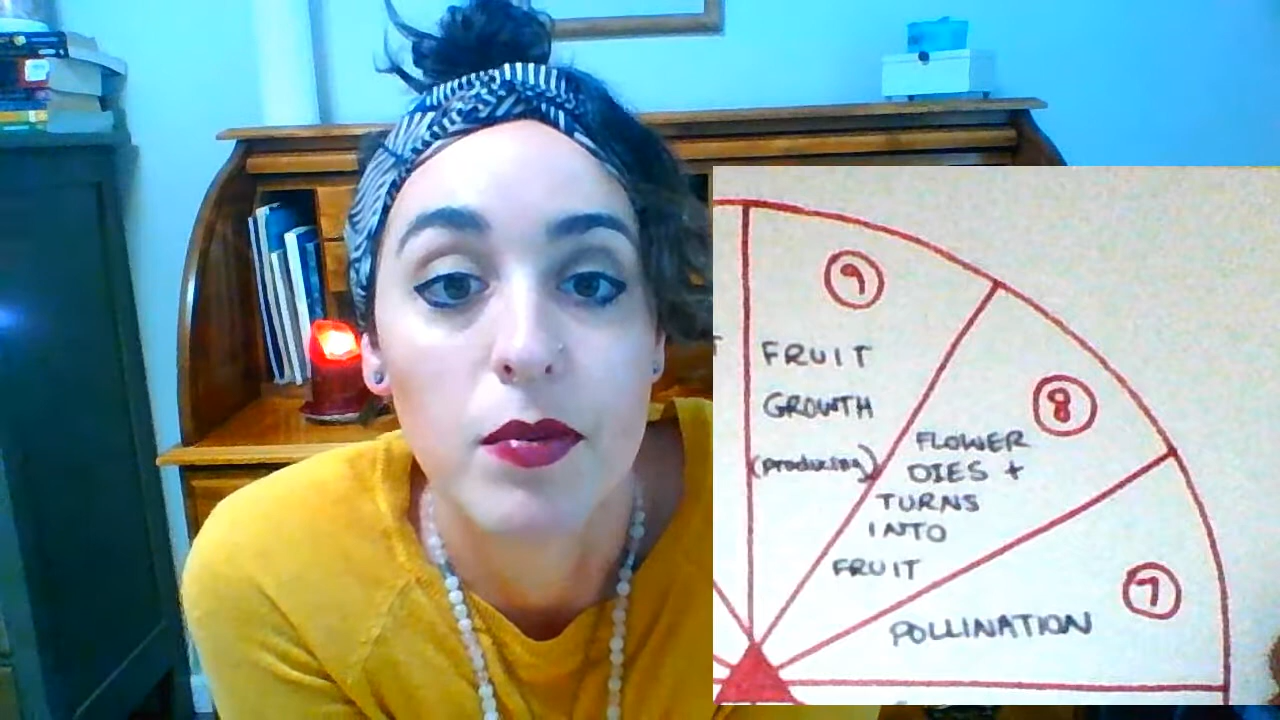 9
FRUIT
GROWTH
(producing)
8
FLOWER
DIES +
TURNS
INTO
FRUIT
7
POLLINATION